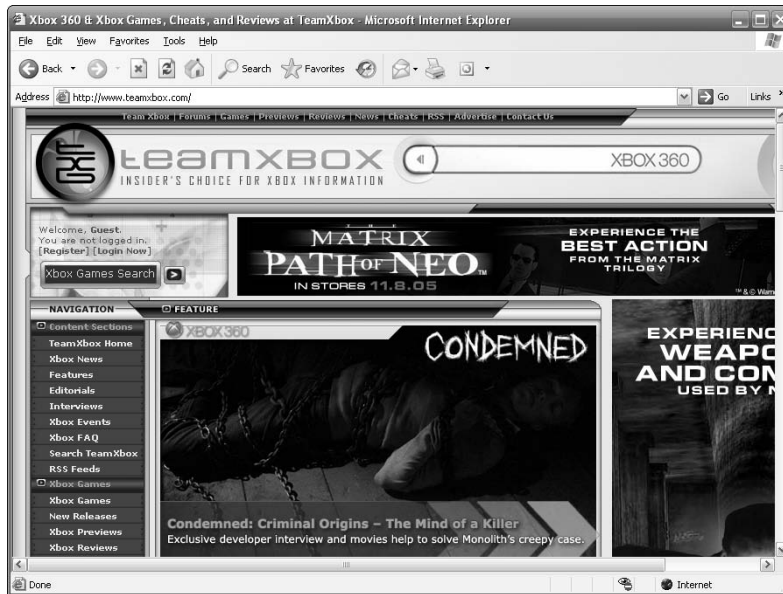 Xbox 360 & Xbox Games, Cheats, and Reviews at TeamXbox - Microsoft Internet Explorer
File Edit View Favorites Tools Help
Back Search Favorites
Address http://www.teamxbox.com/ Go Links
Team Xbox | Forums | Games | Previews | Reviews | News | Cheats | RSS | Advertise | Contact Us
teamxbox
INSIDER'S CHOICE FOR XBOX INFORMATION
XBOX 360
Welcome, Guest.
You are not logged in.
[Register] [Login Now]
Xbox Games Search
THE
MATRIX
PATH OF NEO™
IN STORES 11.8.05
EXPERIENCE THE
BEST ACTION
FROM THE MATRIX
TRILOGY
™ & © Warn
NAVIGATION
Content Sections
TeamXbox Home
Xbox News
Features
Editorials
Interviews
Xbox Events
Xbox FAQ
Search TeamXbox
RSS Feeds
Xbox Games
Xbox Games
New Releases
Xbox Previews
Xbox Reviews
FEATURE
XBOX 360
CONDEMNED
Condemned: Criminal Origins – The Mind of a Killer
Exclusive developer interview and movies help to solve Monolith's creepy case.
EXPERIENC
WEAPO
AND CON
USED BY N
Done Internet